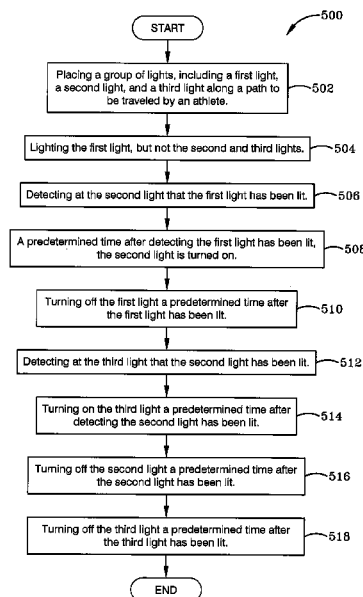 500
START
Placing a group of lights, including a first light,
a second light, and a third light along a path to
be traveled by an athlete.
502
Lighting the first light, but not the second and third lights.
504
Detecting at the second light that the first light has been lit.
506
A predetermined time after detecting the first light has been lit,
the second light is turned on.
508
Turning off the first light a predetermined time after
the first light has been lit.
510
Detecting at the third light that the second light has been lit.
512
Turning on the third light a predetermined time after
detecting the second light has been lit.
514
Turning off the second light a predetermined time after
the second light has been lit.
516
Turning off the third light a predetermined time after
the third light has been lit.
518
END